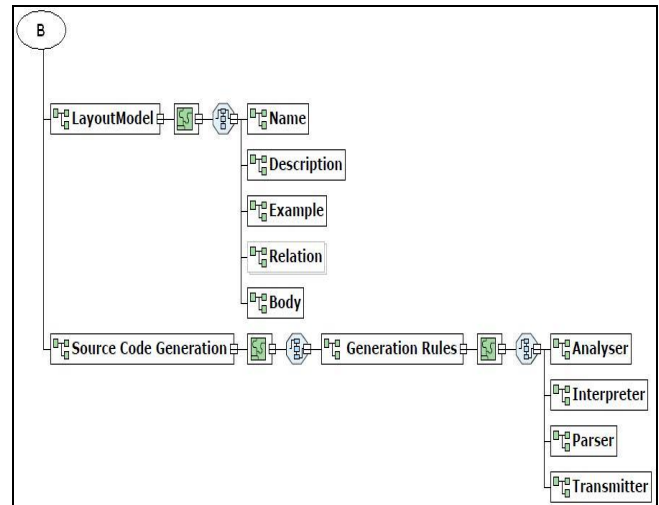 B
LayoutModel
Name
Description
Example
Relation
Body
Source Code Generation
Generation Rules
Analyser
Interpreter
Parser
Transmitter